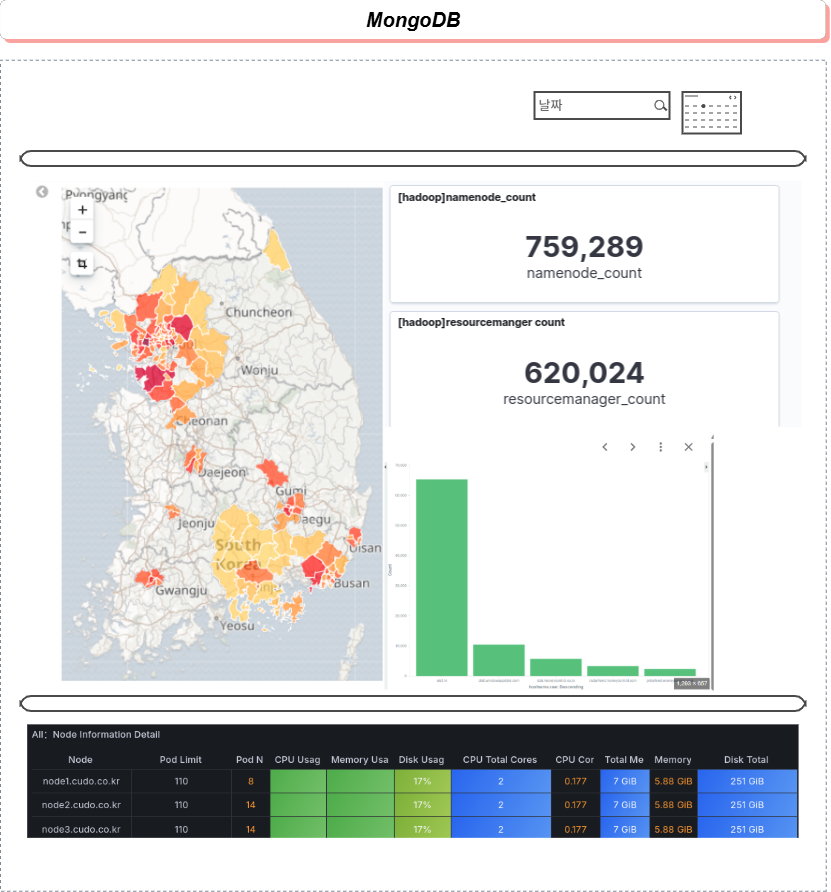 MongoDB
날짜
Pyongyang
+
−
Chuncheon
Wonju
Cheonan
Daejeon
Gumi
Daegu
Jeonju
South
Korea
Ulsan
Gwangju
Busan
Yeosu
[hadoop]namenode_count
759,289
namenode_count
[hadoop]resourcemanger count
620,024
resourcemanager_count
70,000
60,000
50,000
40,000
30,000
20,000
10,000
0
Count
1,293 × 667
All: Node Information Detail
Node Pod Limit Pod N CPU Usag Memory Usa Disk Usag CPU Total Cores CPU Cor Total Me Memory Disk Total
node1.cudo.co.kr 110 8 17% 2 0.177 7 GiB 5.88 GiB 251 GiB
node2.cudo.co.kr 110 14 17% 2 0.177 7 GiB 5.88 GiB 251 GiB
node3.cudo.co.kr 110 14 17% 2 0.177 7 GiB 5.88 GiB 251 GiB